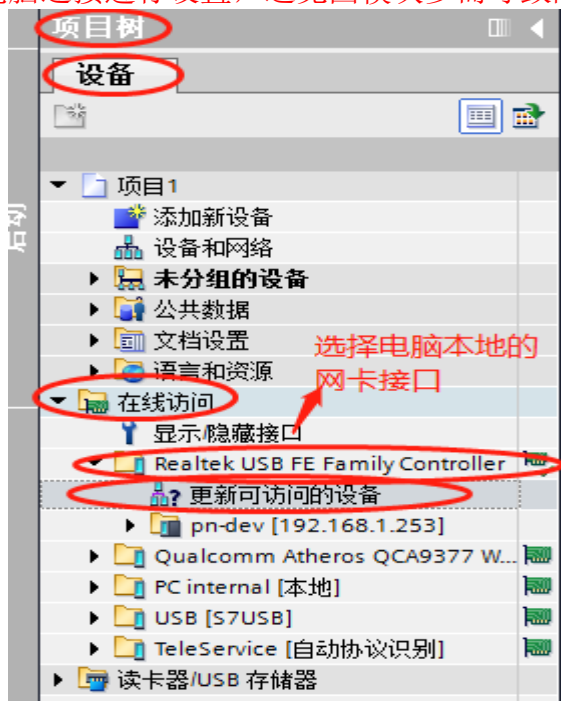 项目树
设备
项目1
添加新设备
设备和网络
未分组的设备
公共数据
文档设置
选择电脑本地的
语言和资源
网卡接口
在线访问
显示/隐藏接口
Realtek USB FE Family Controller
更新可访问的设备
pn-dev [192.168.1.253]
Qualcomm Atheros QCA9377 W...
PC internal [本地]
USB [S7USB]
TeleService [自动协议识别]
读卡器/USB 存储器
启动